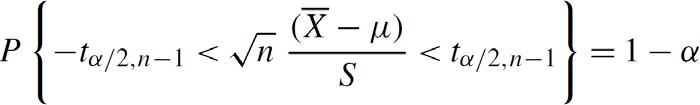 P { −t_{α/2,n−1} < √n (X̄ − μ) / S < t_{α/2,n−1} } = 1 − α